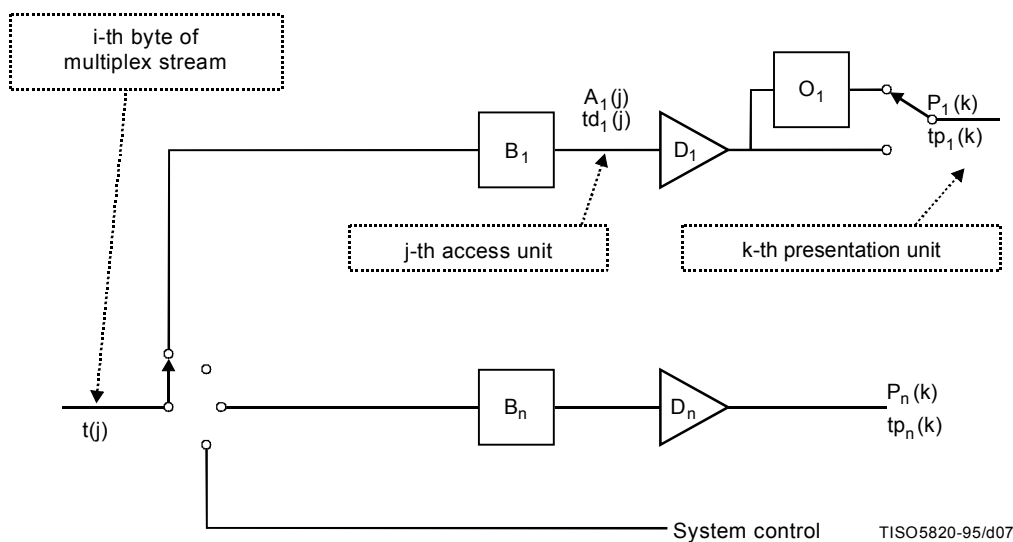 i-th byte of
multiplex stream
O₁
P₁(k)
tp₁(k)
A₁(j)
td₁(j)
B₁
D₁
j-th access unit
k-th presentation unit
t(j)
Bₙ
Dₙ
Pₙ(k)
tpₙ(k)
System control
TISO5820-95/d07